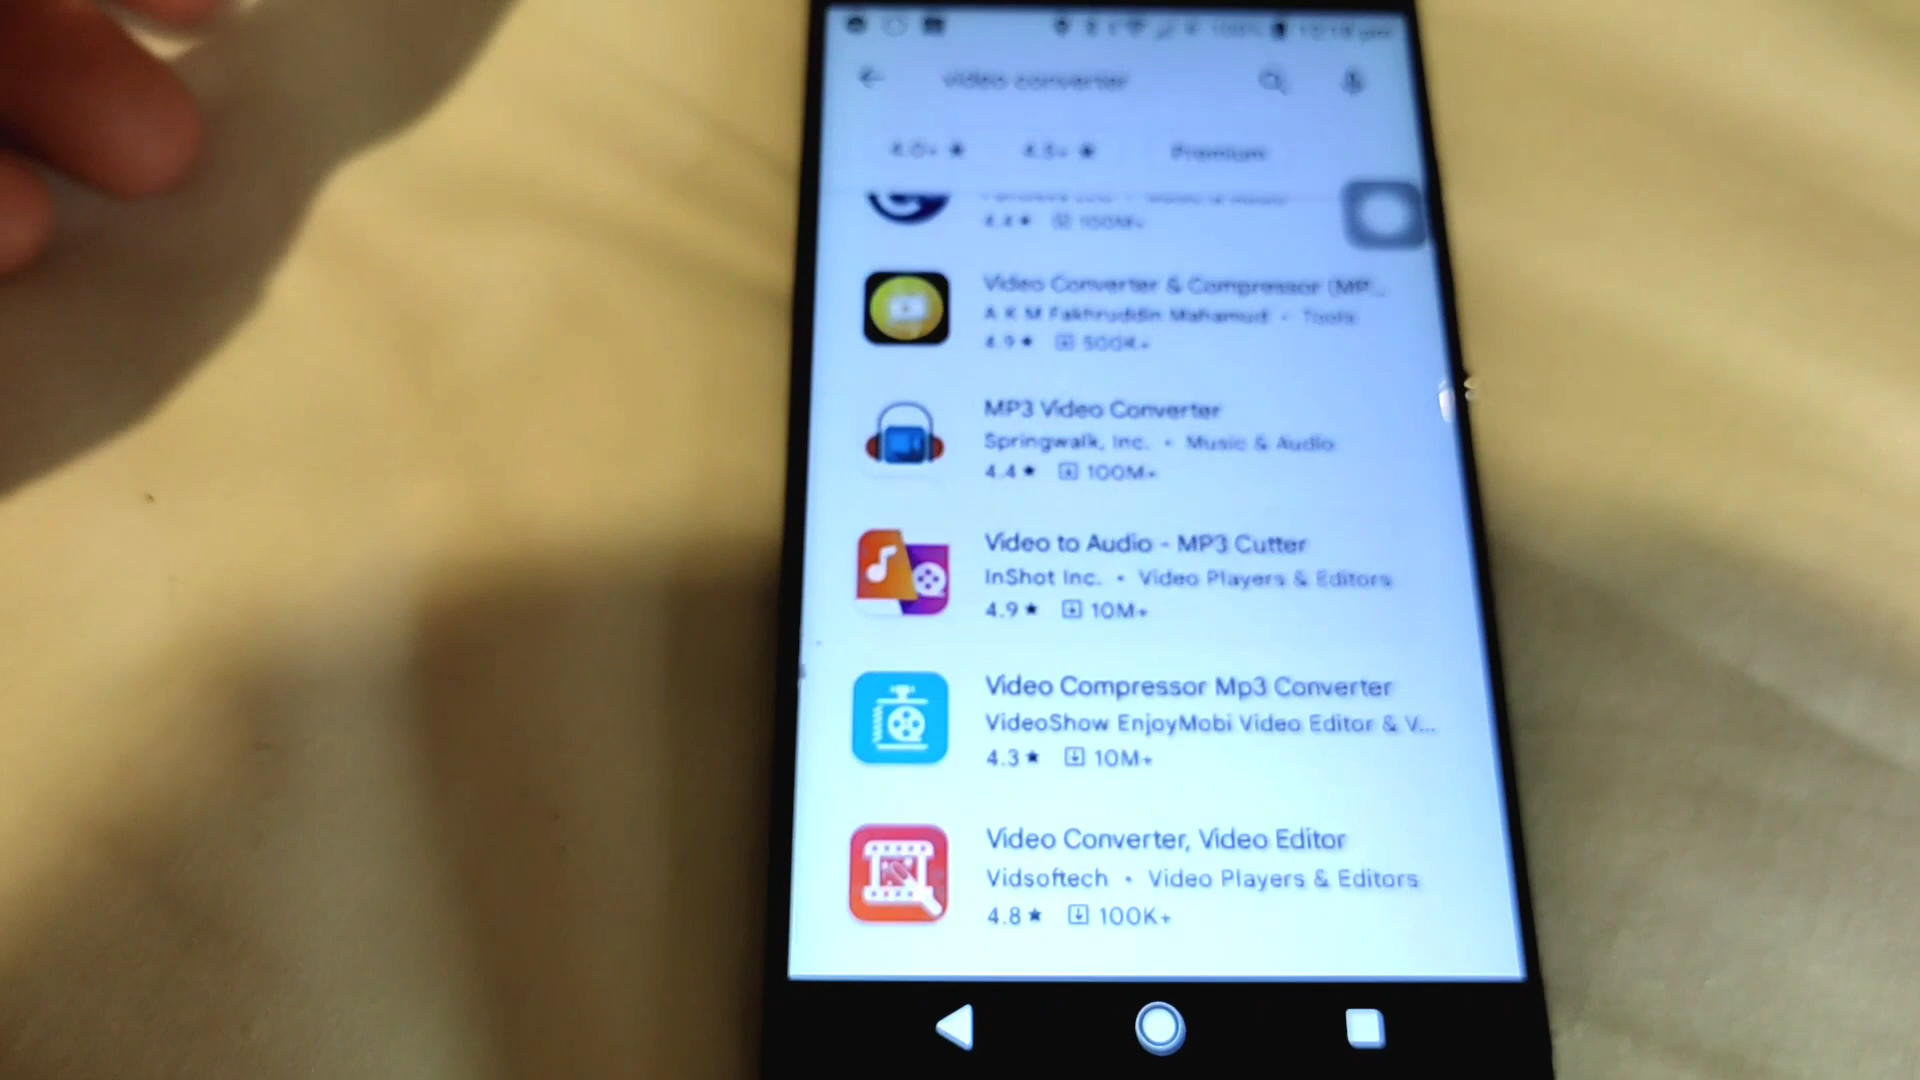 video converter
4.0+ ★ 4.5+ ★ Premium
4.4 ★ 100M+
Video Converter & Compressor (MP...
A K M Fakhruddin Mahamud • Tools
4.9 ★ 500K+
MP3 Video Converter
Springwalk, Inc. • Music & Audio
4.4 ★ 100M+
Video to Audio - MP3 Cutter
InShot Inc. • Video Players & Editors
4.9 ★ 10M+
Video Compressor Mp3 Converter
VideoShow EnjoyMobi Video Editor & V...
4.3 ★ 10M+
Video Converter, Video Editor
Vidsoftech • Video Players & Editors
4.8 ★ 100K+